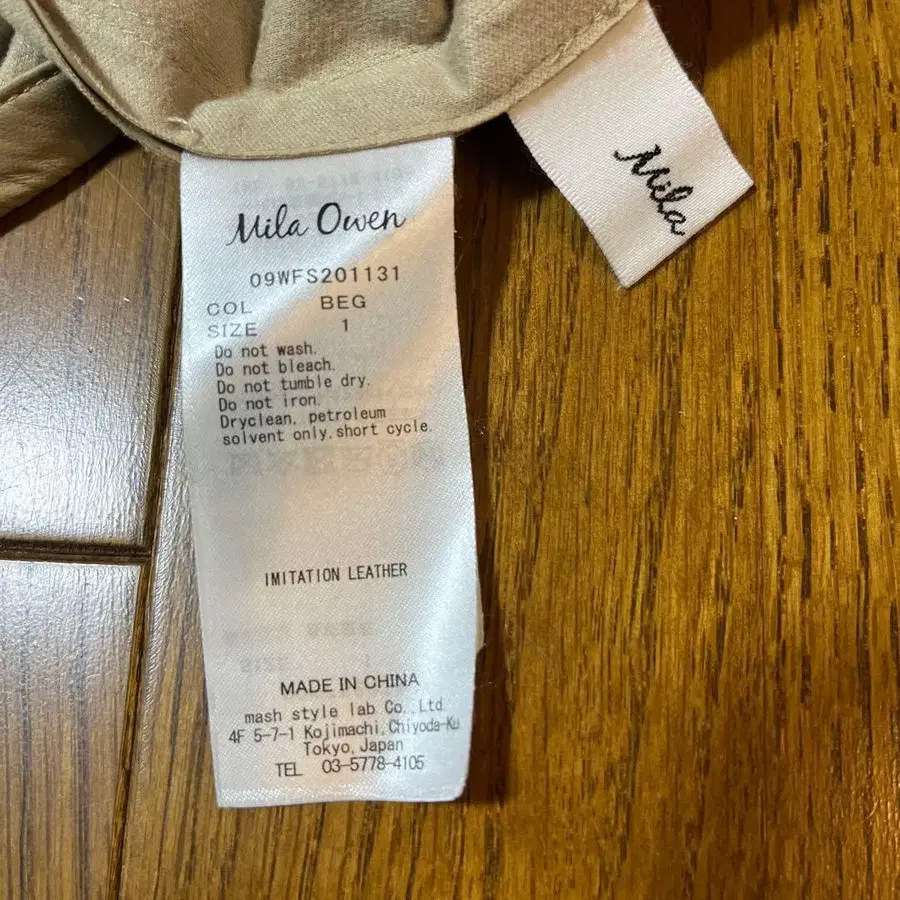 Mila Owen
09WFS201131
COL BEG
SIZE 1
Do not wash.
Do not bleach.
Do not tumble dry.
Do not iron.
Dryclean, petroleum
solvent only.short cycle.
IMITATION LEATHER
MADE IN CHINA
mash style lab Co.,Ltd.
4F 5-7-1 Kojimachi,Chiyoda-Ku
Tokyo,Japan
TEL 03-5778-4105
Mila